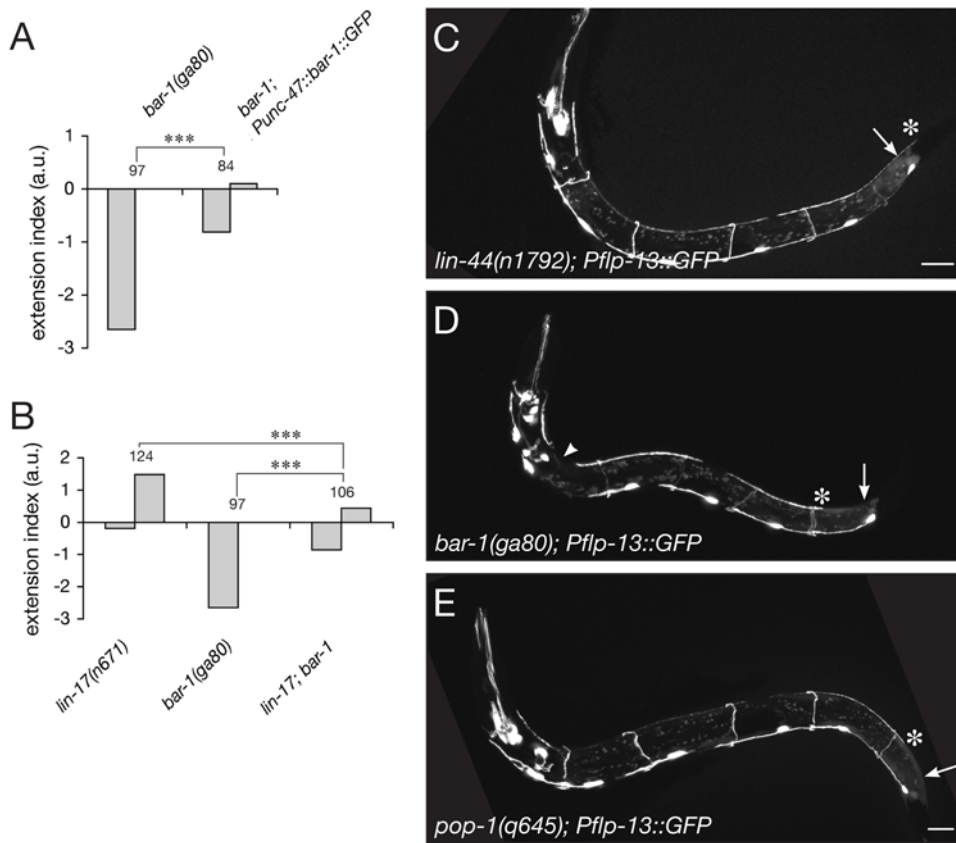 A
bar-1(ga80)
bar-1;
Punc-47::bar-1::GFP
extension index (a.u.)
1
0
-1
-2
-3
***
97
84
B
extension index (a.u.)
2
1
0
-1
-2
-3
***
***
124
97
106
lin-17(n671)
bar-1(ga80)
lin-17; bar-1
C
*
lin-44(n1792); Pflp-13::GFP
D
*
bar-1(ga80); Pflp-13::GFP
E
*
pop-1(q645); Pflp-13::GFP